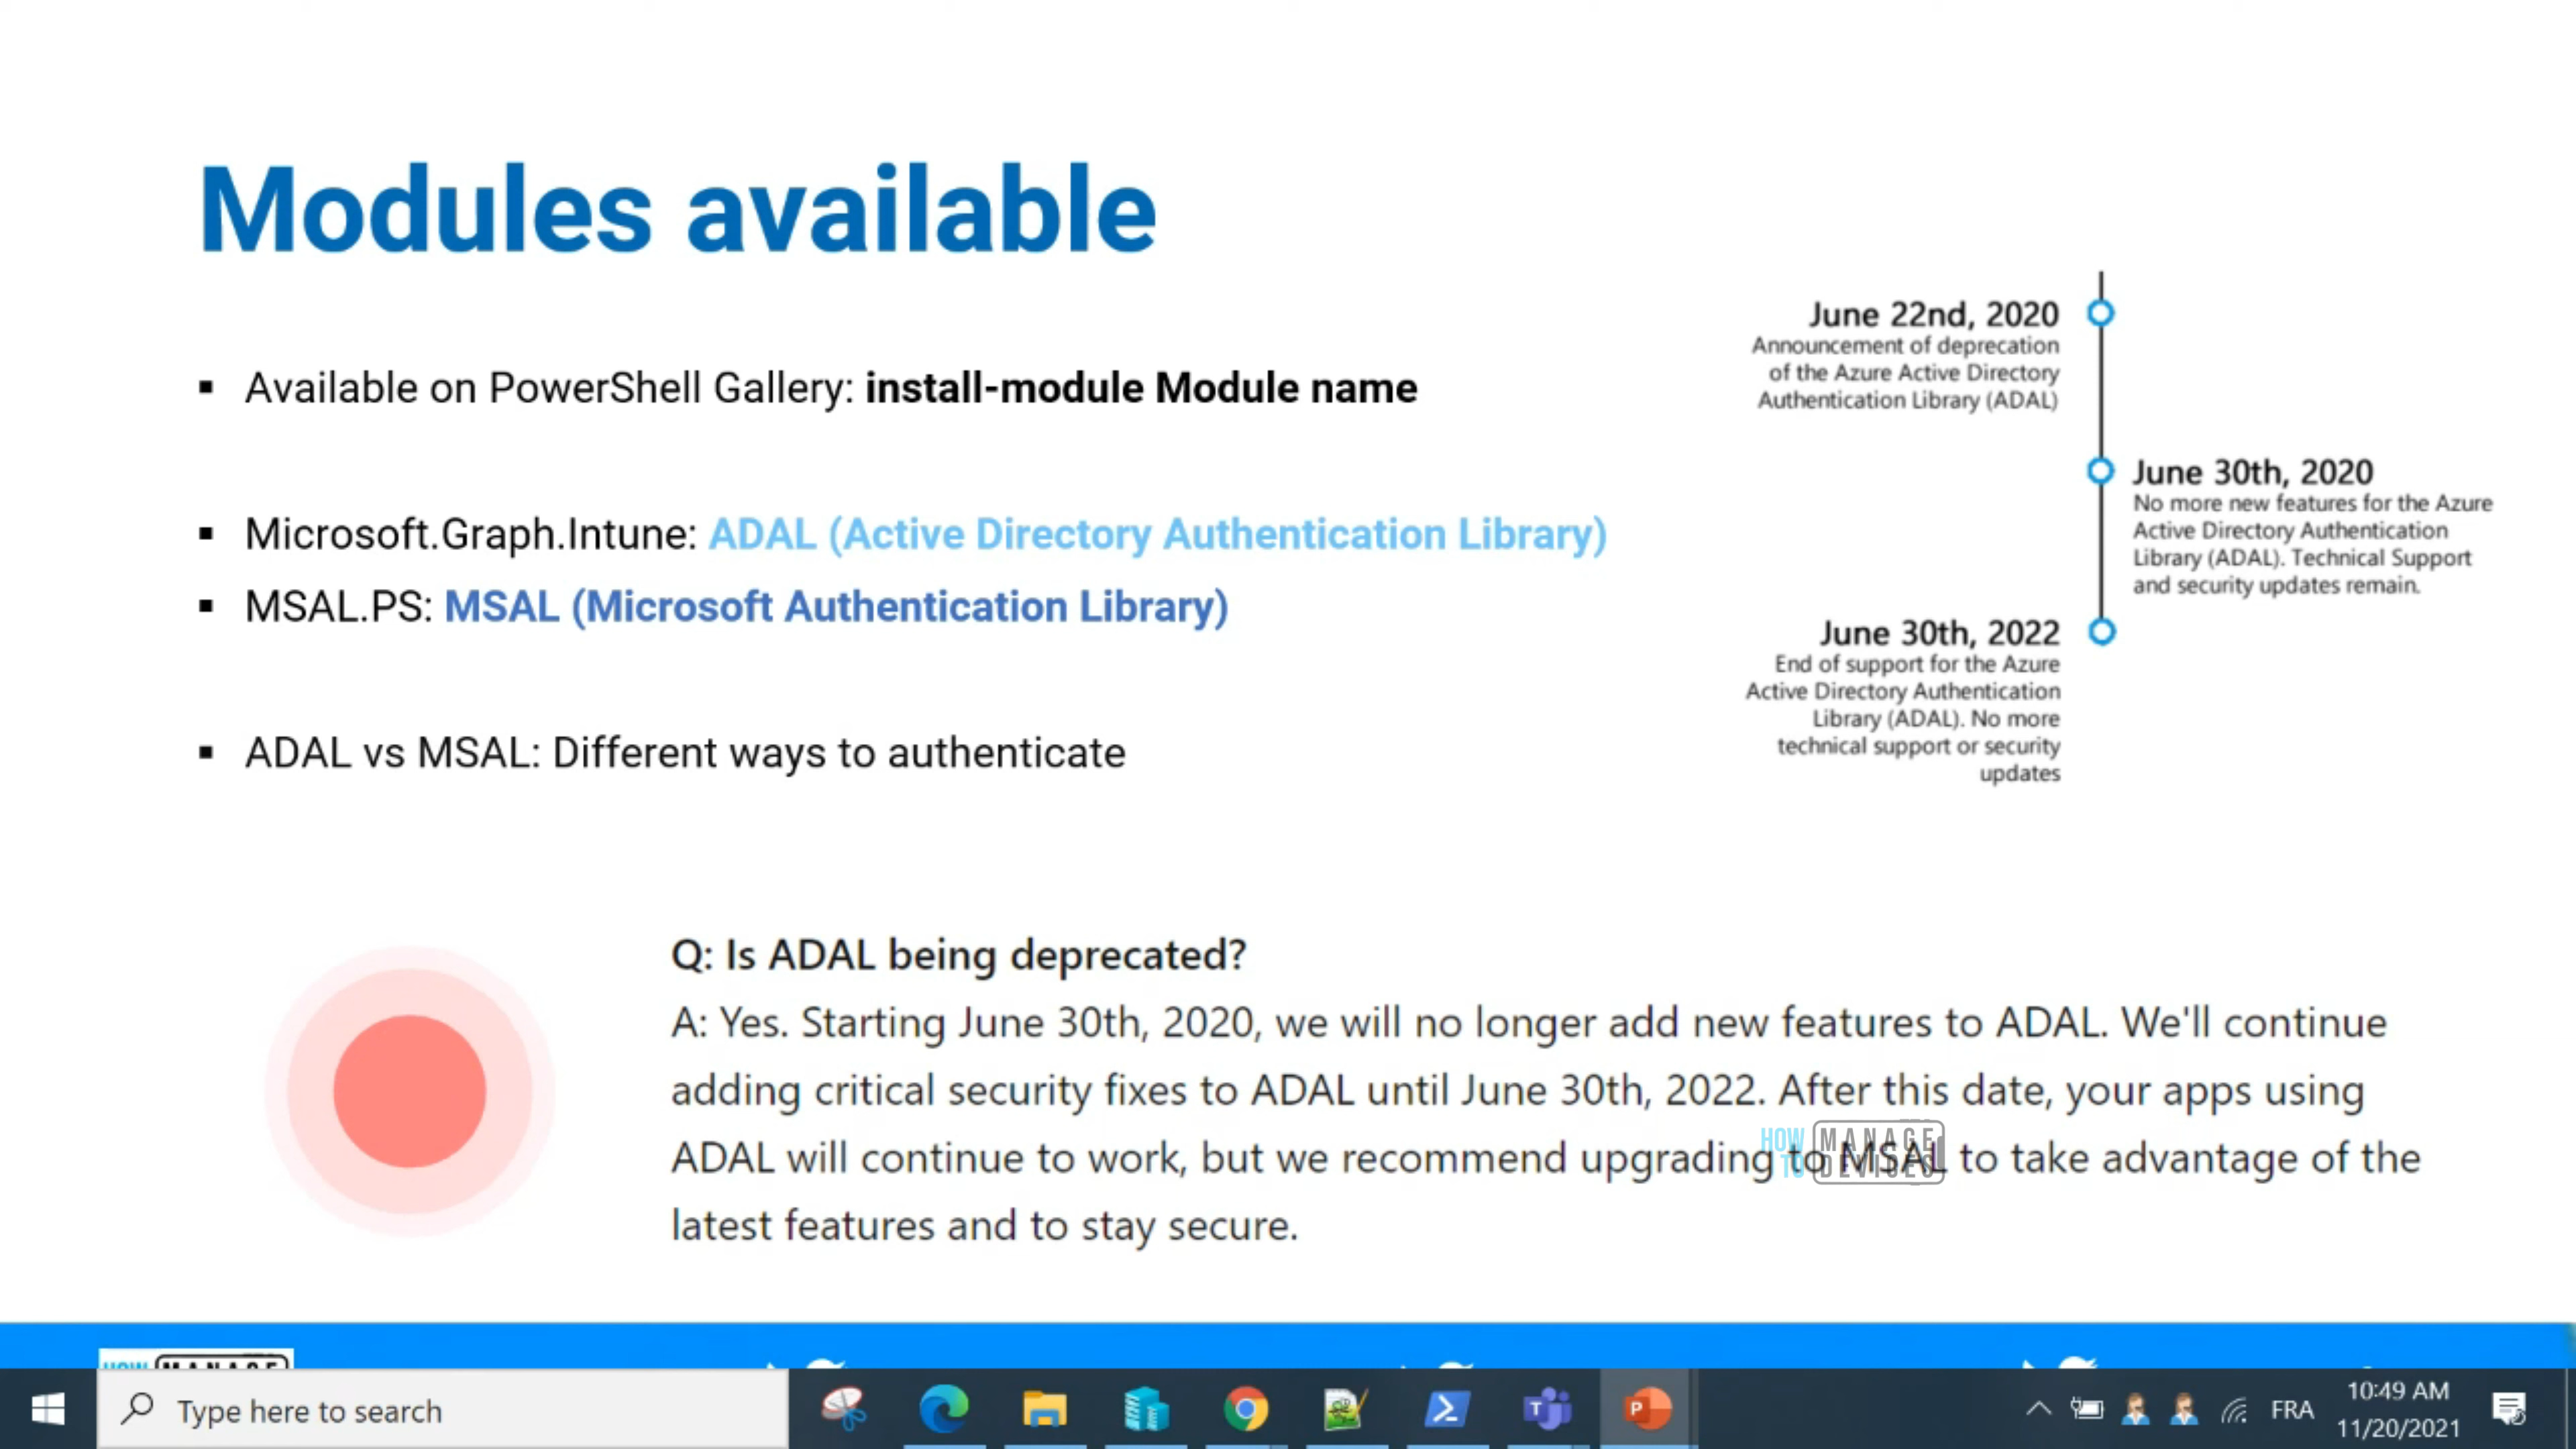 Modules available
▪ Available on PowerShell Gallery: install-module Module name
▪ Microsoft.Graph.Intune: ADAL (Active Directory Authentication Library)
▪ MSAL.PS: MSAL (Microsoft Authentication Library)
▪ ADAL vs MSAL: Different ways to authenticate
June 22nd, 2020
Announcement of deprecation
of the Azure Active Directory
Authentication Library (ADAL)
June 30th, 2020
No more new features for the Azure
Active Directory Authentication
Library (ADAL). Technical Support
and security updates remain.
June 30th, 2022
End of support for the Azure
Active Directory Authentication
Library (ADAL). No more
technical support or security
updates
Q: Is ADAL being deprecated?
A: Yes. Starting June 30th, 2020, we will no longer add new features to ADAL. We'll continue
adding critical security fixes to ADAL until June 30th, 2022. After this date, your apps using
ADAL will continue to work, but we recommend upgrading to MSAL to take advantage of the
latest features and to stay secure.
HOW TO MANAGE DEVICES
HOW MANAGE
Type here to search
FRA
10:49 AM
11/20/2021